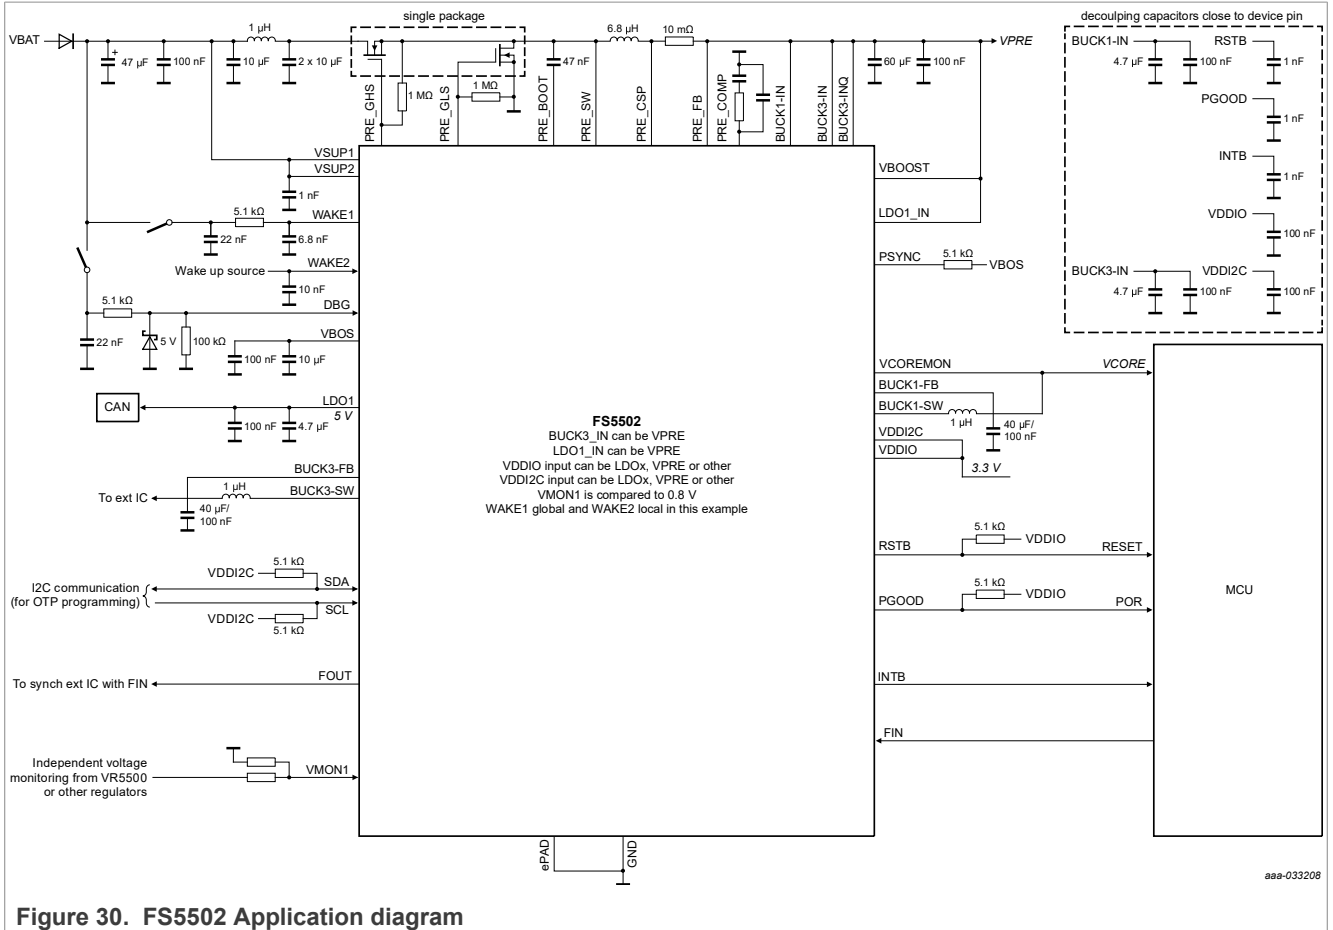 single package
decoulping capacitors close to device pin
VBAT
1 µH
6.8 µH
10 mΩ
VPRE
+
47 µF
100 nF
10 µF
2 x 10 µF
1 MΩ
1 MΩ
47 nF
60 µF
100 nF
PRE_GHS
PRE_GLS
PRE_BOOT
PRE_SW
PRE_CSP
PRE_FB
PRE_COMP
BUCK1-IN
BUCK3-IN
BUCK3-INQ
BUCK1-IN
4.7 µF
100 nF
RSTB
1 nF
PGOOD
1 nF
INTB
1 nF
VDDIO
100 nF
BUCK3-IN
4.7 µF
100 nF
VDDI2C
100 nF
VSUP1
VSUP2
1 nF
5.1 kΩ
WAKE1
22 nF
6.8 nF
Wake up source
WAKE2
10 nF
5.1 kΩ
DBG
22 nF
5 V
100 kΩ
VBOS
100 nF
10 µF
CAN
LDO1
5 V
100 nF
4.7 µF
BUCK3-FB
1 µH
BUCK3-SW
To ext IC
40 µF/
100 nF
VDDI2C
5.1 kΩ
SDA
I2C communication
(for OTP programming)
SCL
VDDI2C
5.1 kΩ
FOUT
To synch ext IC with FIN
Independent voltage
monitoring from VR5500
or other regulators
VMON1
FS5502
BUCK3_IN can be VPRE
LDO1_IN can be VPRE
VDDIO input can be LDOx, VPRE or other
VDDI2C input can be LDOx, VPRE or other
VMON1 is compared to 0.8 V
WAKE1 global and WAKE2 local in this example
VBOOST
LDO1_IN
PSYNC
5.1 kΩ
VBOS
VCOREMON
VCORE
BUCK1-FB
BUCK1-SW
1 µH
40 µF/
100 nF
VDDI2C
VDDIO
3.3 V
5.1 kΩ
VDDIO
RSTB
RESET
5.1 kΩ
VDDIO
PGOOD
POR
MCU
INTB
FIN
ePAD
GND
aaa-033208
Figure 30. FS5502 Application diagram